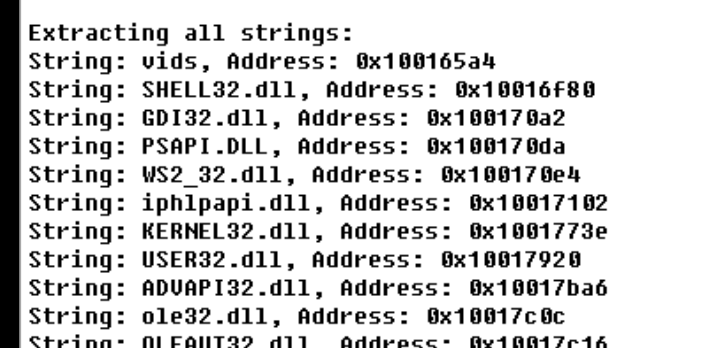 Extracting all strings:
String: vids, Address: 0x100165a4
String: SHELL32.dll, Address: 0x10016f80
String: GDI32.dll, Address: 0x100170a2
String: PSAPI.DLL, Address: 0x100170da
String: WS2_32.dll, Address: 0x100170e4
String: iphlpapi.dll, Address: 0x10017102
String: KERNEL32.dll, Address: 0x1001773e
String: USER32.dll, Address: 0x10017920
String: ADVAPI32.dll, Address: 0x10017ba6
String: ole32.dll, Address: 0x10017c0c
String: OLEAUT32.dll, Address: 0x10017c16